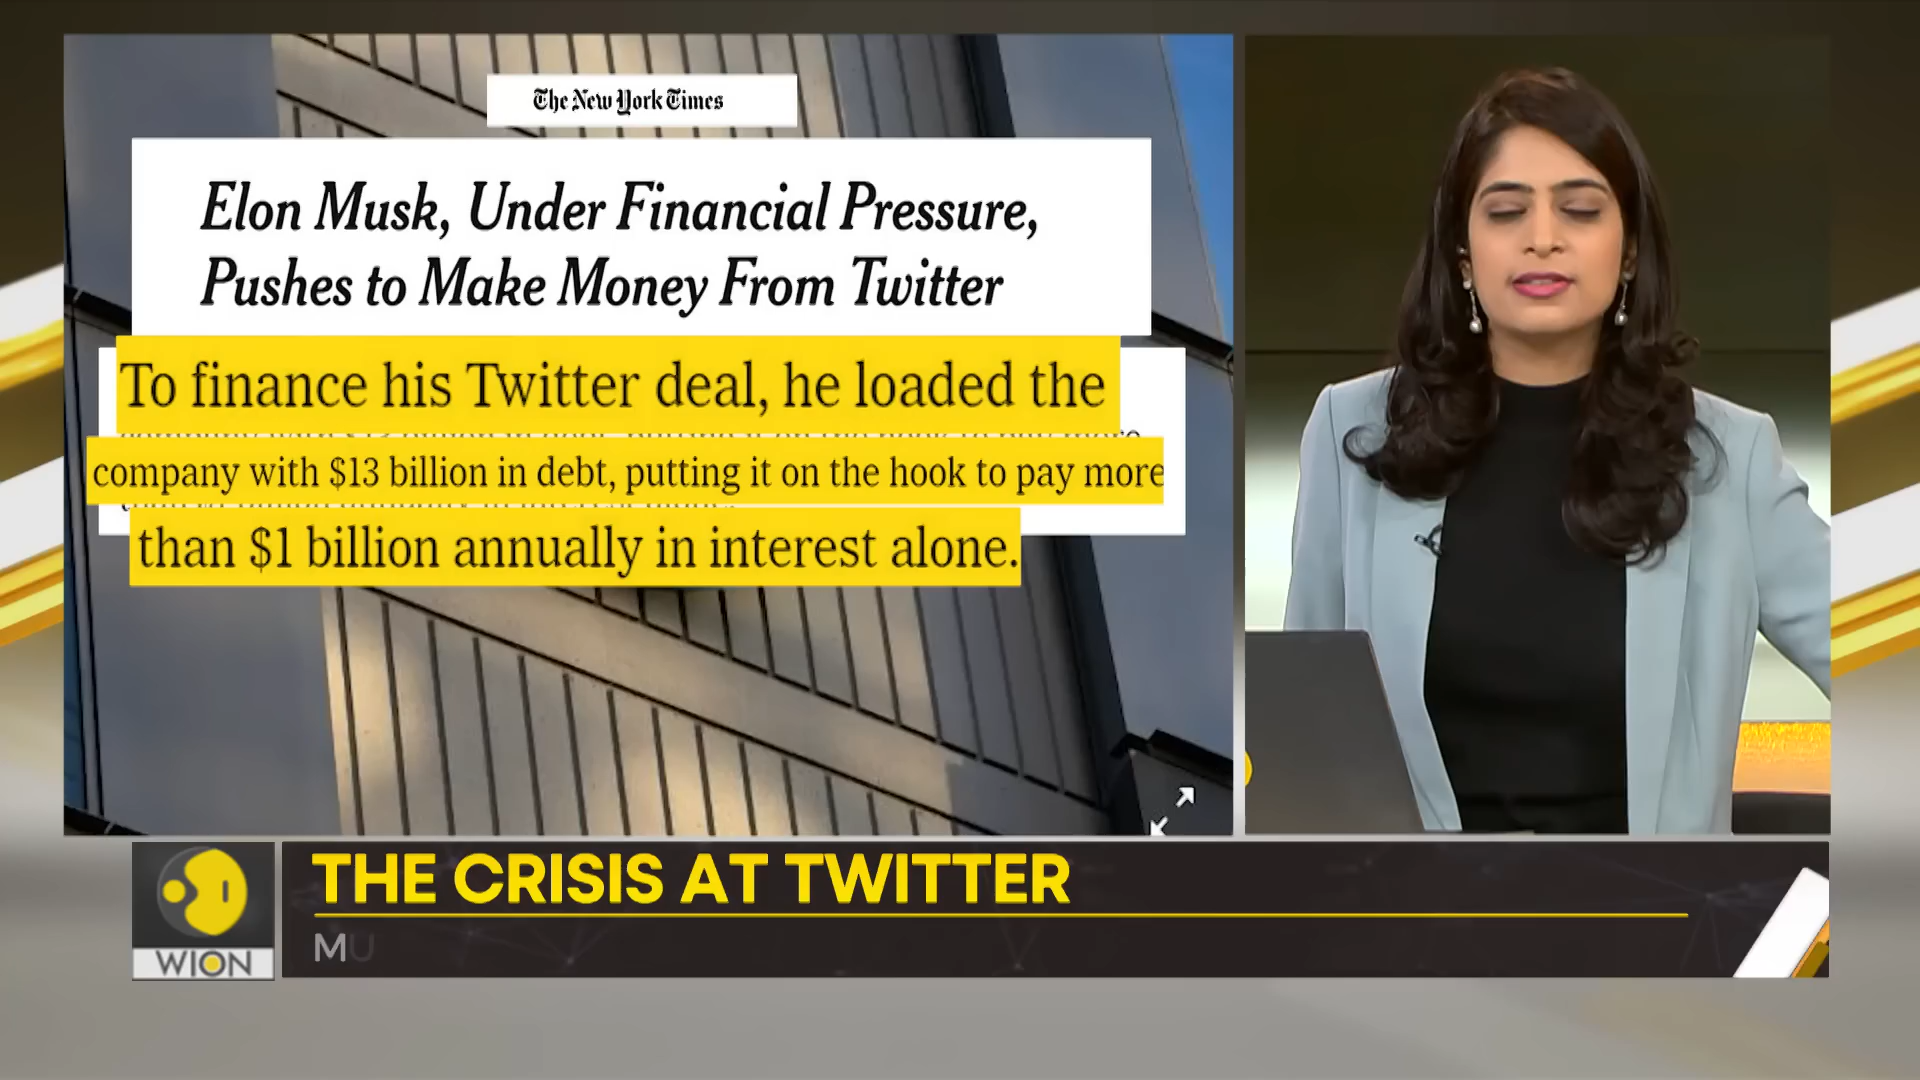 The New York Times
Elon Musk, Under Financial Pressure,
Pushes to Make Money From Twitter
To finance his Twitter deal, he loaded the
company with $13 billion in debt, putting it on the hook to pay more
than $1 billion annually in interest alone.
THE CRISIS AT TWITTER
MU
WION